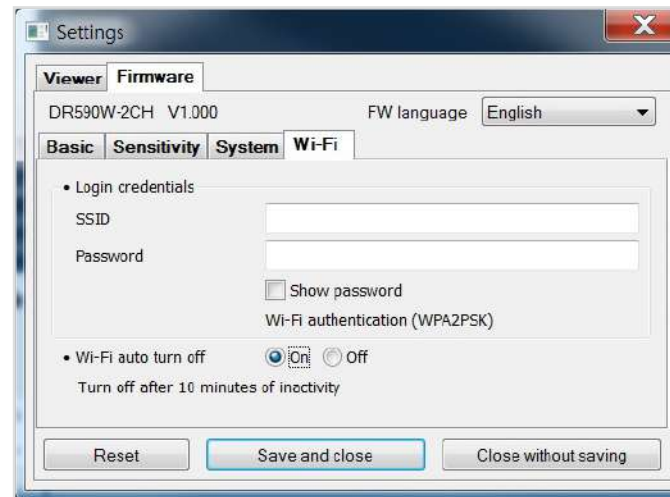 Settings
Viewer Firmware
DR590W-2CH V1.000 FW language English
Basic Sensitivity System Wi-Fi
• Login credentials
SSID
Password
Show password
Wi-Fi authentication (WPA2PSK)
• Wi-Fi auto turn off On Off
Turn off after 10 minutes of inactivity
Reset Save and close Close without saving